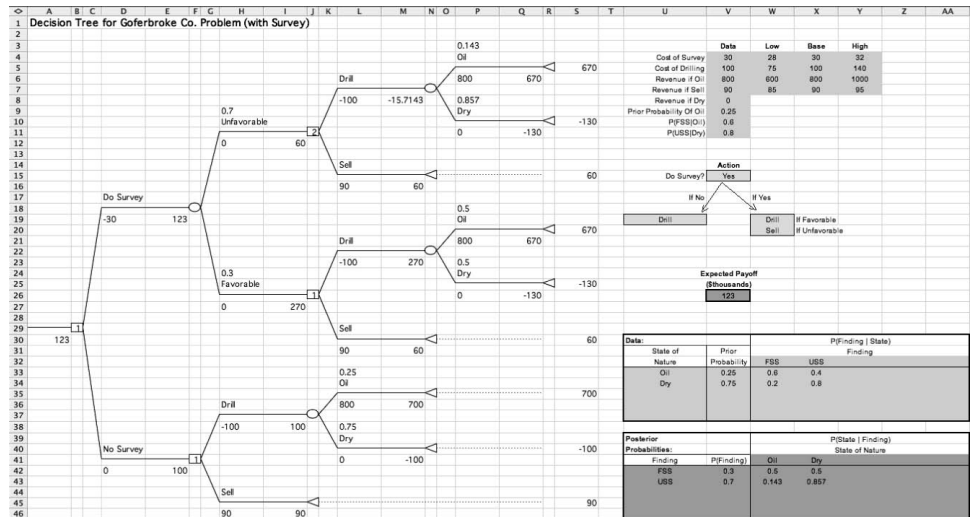 A B C D E F G H I J K L M N O P Q R S T U V W X Y Z AA
1 Decision Tree for Goferbroke Co. Problem (with Survey)
2
3 0.143 Data Low Base High
4 Oil Cost of Survey 30 28 30 32
5 670 Cost of Drilling 100 75 100 140
6 Drill 800 670 Revenue if Oil 800 600 800 1000
7 Revenue if Sell 90 85 90 95
8 -100 -15.7143 0.857 Revenue if Dry 0
9 0.7 Dry Prior Probability Of Oil 0.25
10 Unfavorable -130 P(FSS|Oil) 0.6
11 2 0 -130 P(USS|Dry) 0.8
12 0 60
13
14 Sell Action
15 60 Do Survey? Yes
16 90 60
17 Do Survey If No If Yes
18 0.5
19 -30 123 Oil Drill Drill If Favorable
20 670 Sell If Unfavorable
21 Drill 800 670
22
23 -100 270 0.5
24 0.3 Dry Expected Payoff
25 Favorable -130 ($thousands)
26 1 0 -130 123
27 0 270
28
29 1 Sell
30 123 60 Data: P(Finding | State)
31 90 60 State of Prior Finding
32 Nature Probability FSS USS
33 0.25 Oil 0.25 0.6 0.4
34 Oil Dry 0.75 0.2 0.8
35 700
36 Drill 800 700
37
38 -100 100 0.75
39 Dry Posterior P(State | Finding)
40 No Survey -100 Probabilities: State of Nature
41 1 0 -100 Finding P(Finding) Oil Dry
42 0 100 FSS 0.3 0.5 0.5
43 USS 0.7 0.143 0.857
44 Sell
45 90
46 90 90